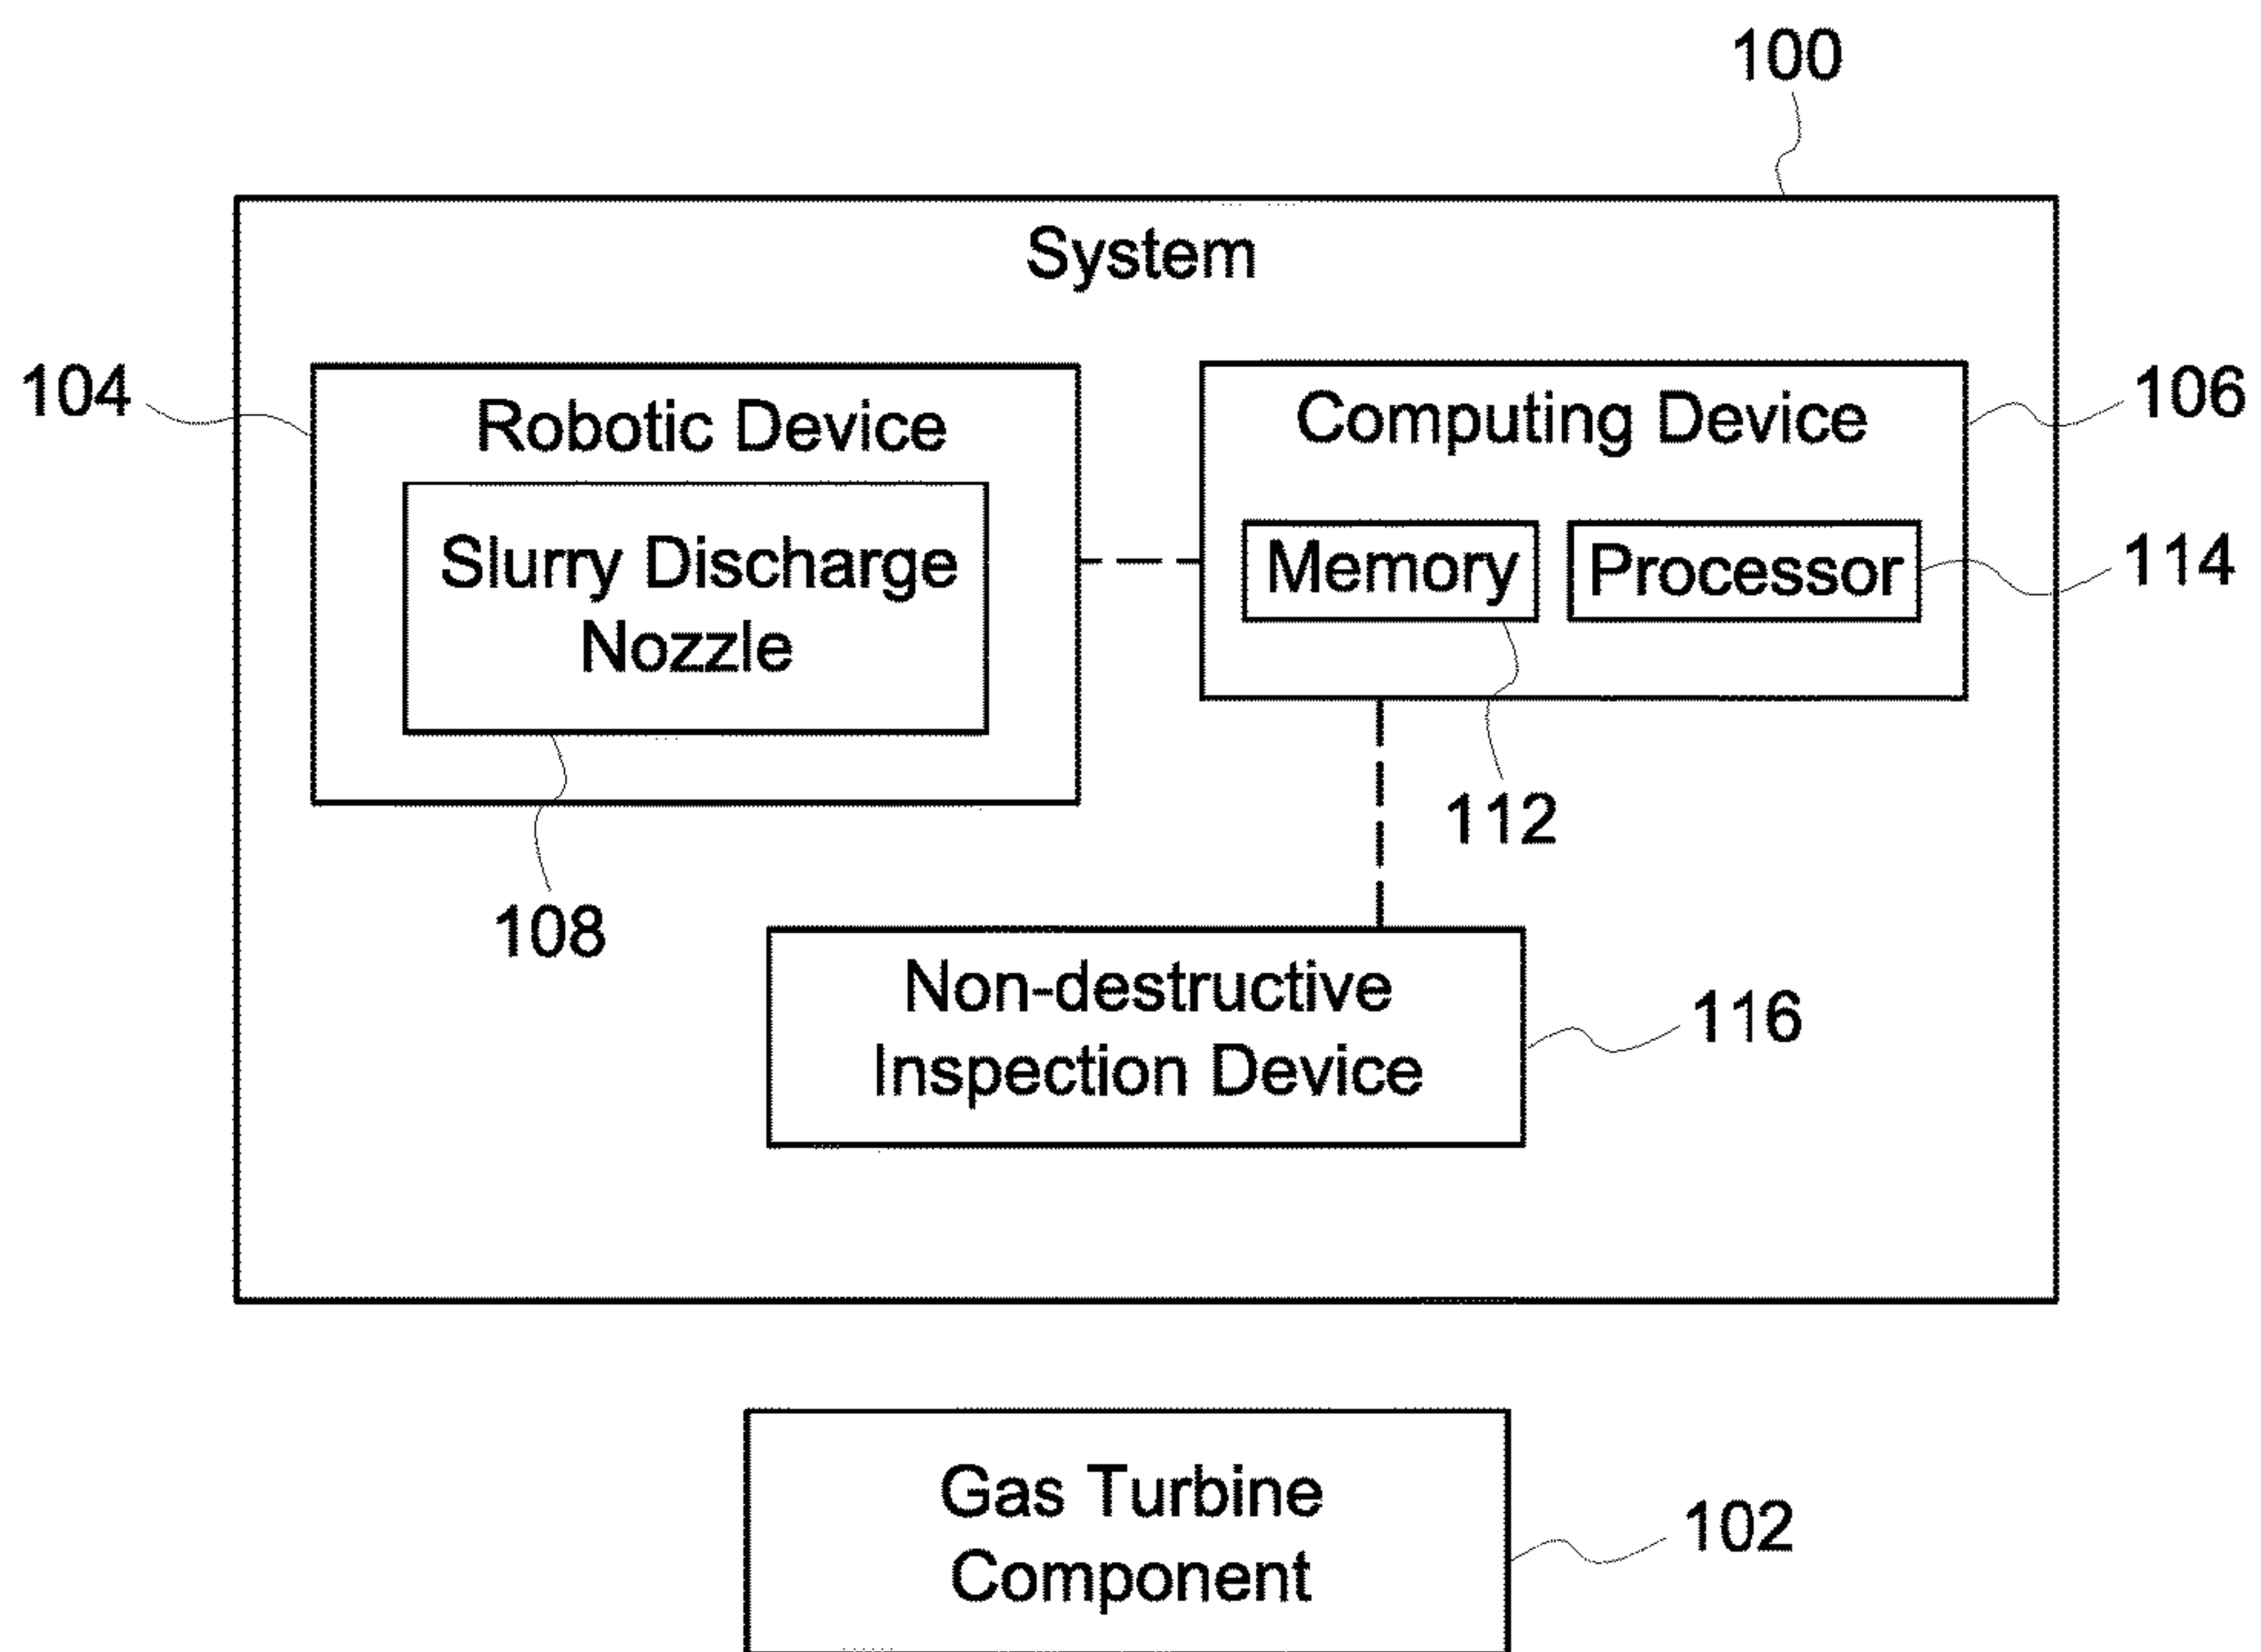 100
System
104
Robotic Device
Computing Device
106
Slurry Discharge
Nozzle
Memory
Processor
114
112
108
Non-destructive
Inspection Device
116
Gas Turbine
Component
102